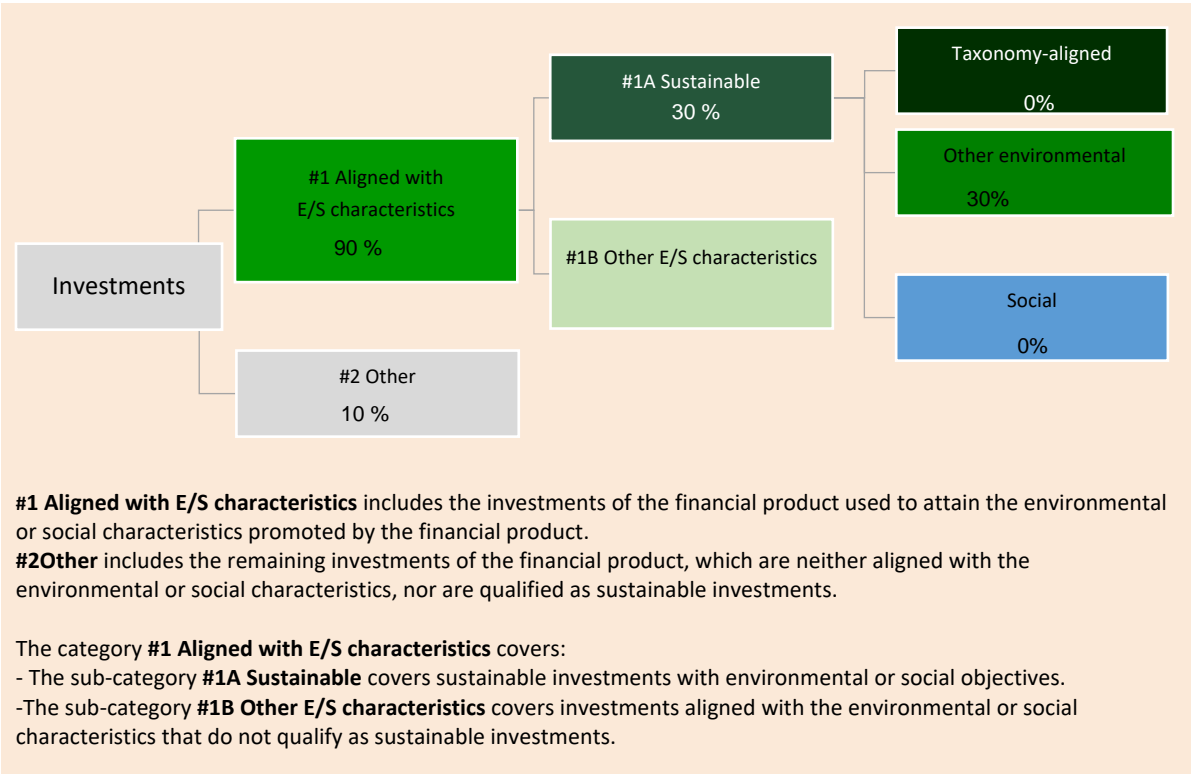 Investments
#1 Aligned with
E/S characteristics
90 %
#2 Other
10 %
#1A Sustainable
30 %
#1B Other E/S characteristics
Taxonomy-aligned
0%
Other environmental
30%
Social
0%
#1 Aligned with E/S characteristics includes the investments of the financial product used to attain the environmental
or social characteristics promoted by the financial product.
#2Other includes the remaining investments of the financial product, which are neither aligned with the
environmental or social characteristics, nor are qualified as sustainable investments.
The category #1 Aligned with E/S characteristics covers:
- The sub-category #1A Sustainable covers sustainable investments with environmental or social objectives.
-The sub-category #1B Other E/S characteristics covers investments aligned with the environmental or social
characteristics that do not qualify as sustainable investments.